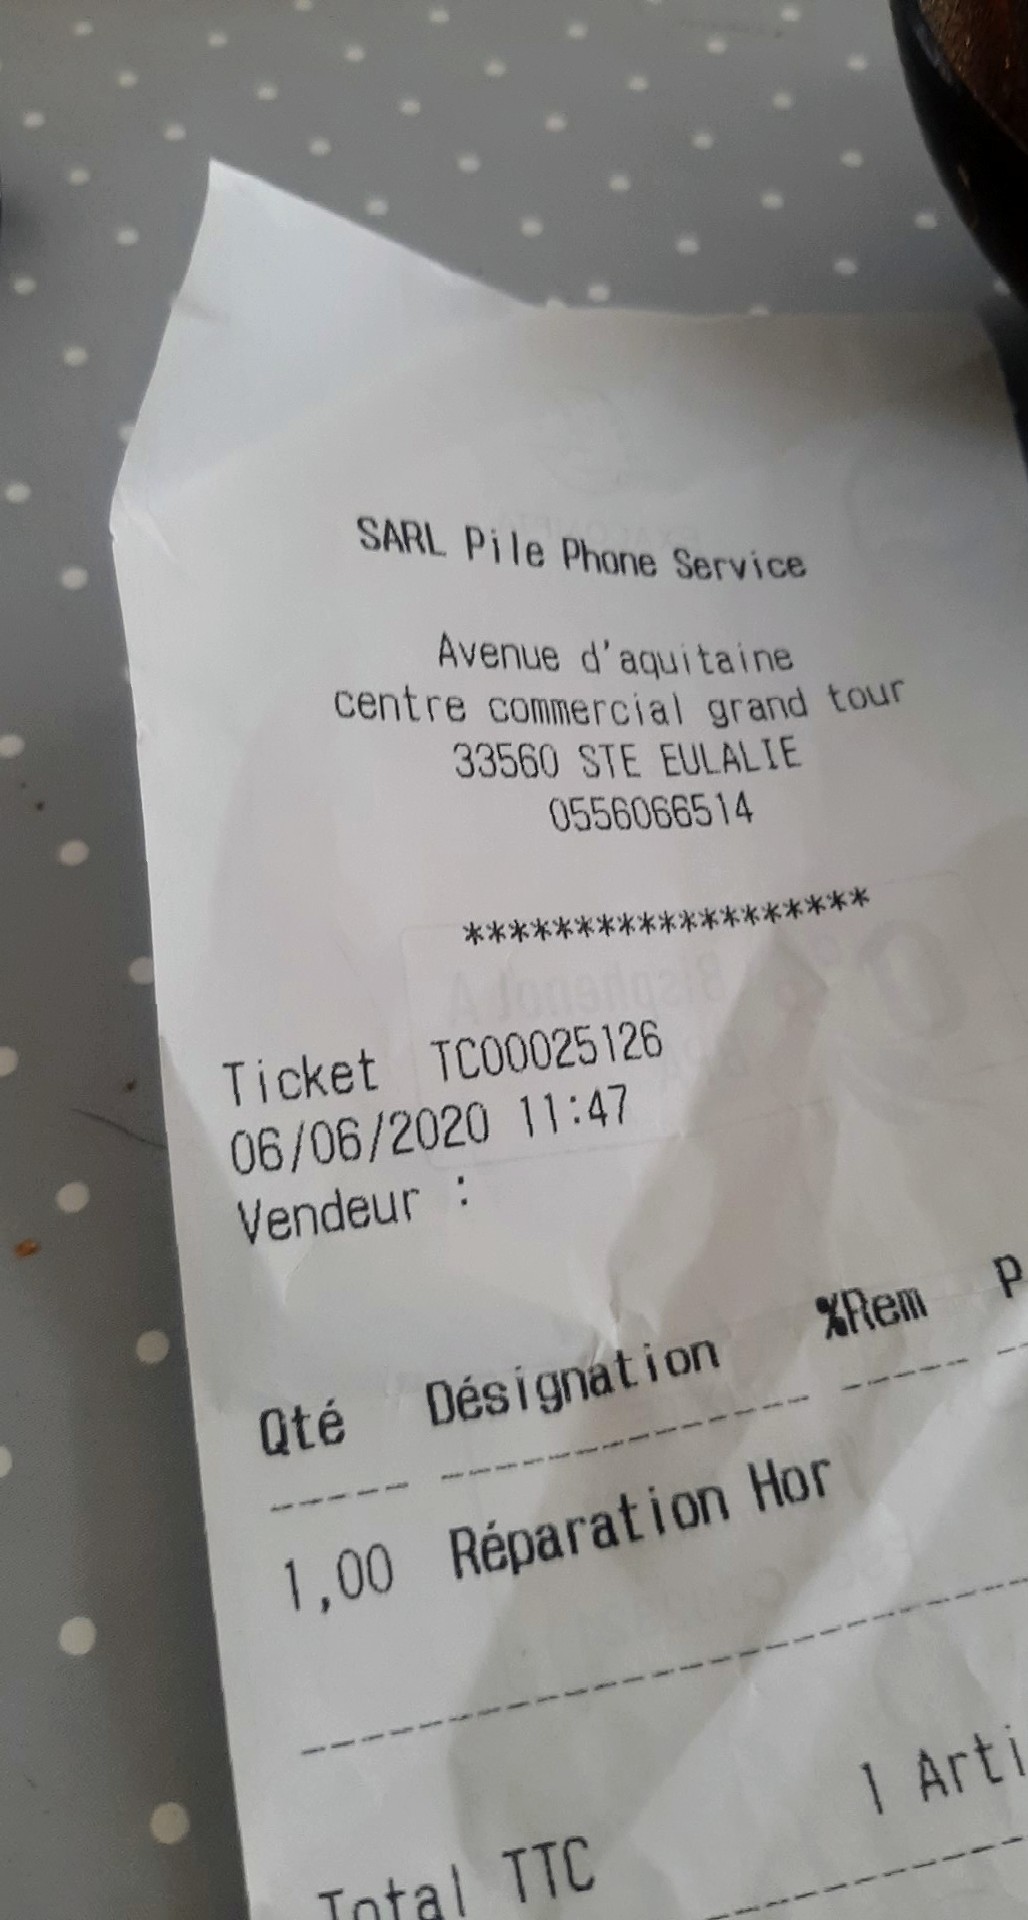 SARL Pile Phone Service
Avenue d'aquitaine
centre commercial grand tour
33560 STE EULALIE
0556066514
******************
Ticket TC00025126
06/06/2020 11:47
Vendeur :
Qté Désignation %Rem P
1,00 Réparation Hor
1 Arti
Total TTC